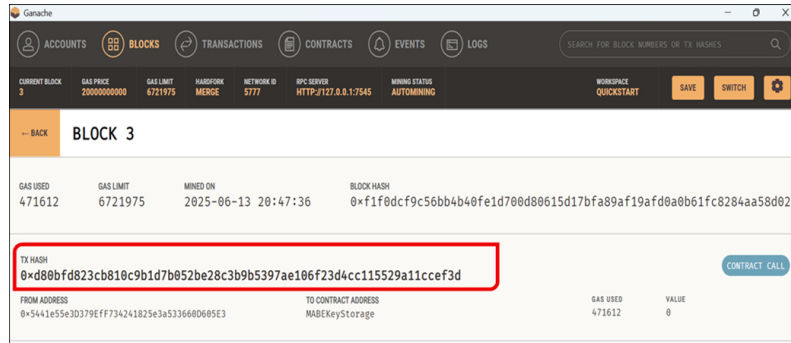 Ganache
ACCOUNTS BLOCKS TRANSACTIONS CONTRACTS EVENTS LOGS SEARCH FOR BLOCK NUMBERS OR TX HASHES
CURRENT BLOCK GAS PRICE GAS LIMIT HARDFORK NETWORK ID RPC SERVER MINING STATUS WORKSPACE
3 20000000000 6721975 MERGE 5777 HTTP://127.0.0.1:7545 AUTOMINING QUICKSTART SAVE SWITCH
← BACK BLOCK 3
GAS USED GAS LIMIT MINED ON BLOCK HASH
471612 6721975 2025-06-13 20:47:36 0×f1f0dcf9c56bb4b40fe1d700d80615d17bfa89af19afd0a0b61fc8284aa58d02
TX HASH
0×d80bfd823cb810c9b1d7b052be28c3b9b5397ae106f23d4cc115529a11ccef3d CONTRACT CALL
FROM ADDRESS TO CONTRACT ADDRESS GAS USED VALUE
0×5441e55e3D379EfF734241825e3a533660D605E3 MABEKeyStorage 471612 0